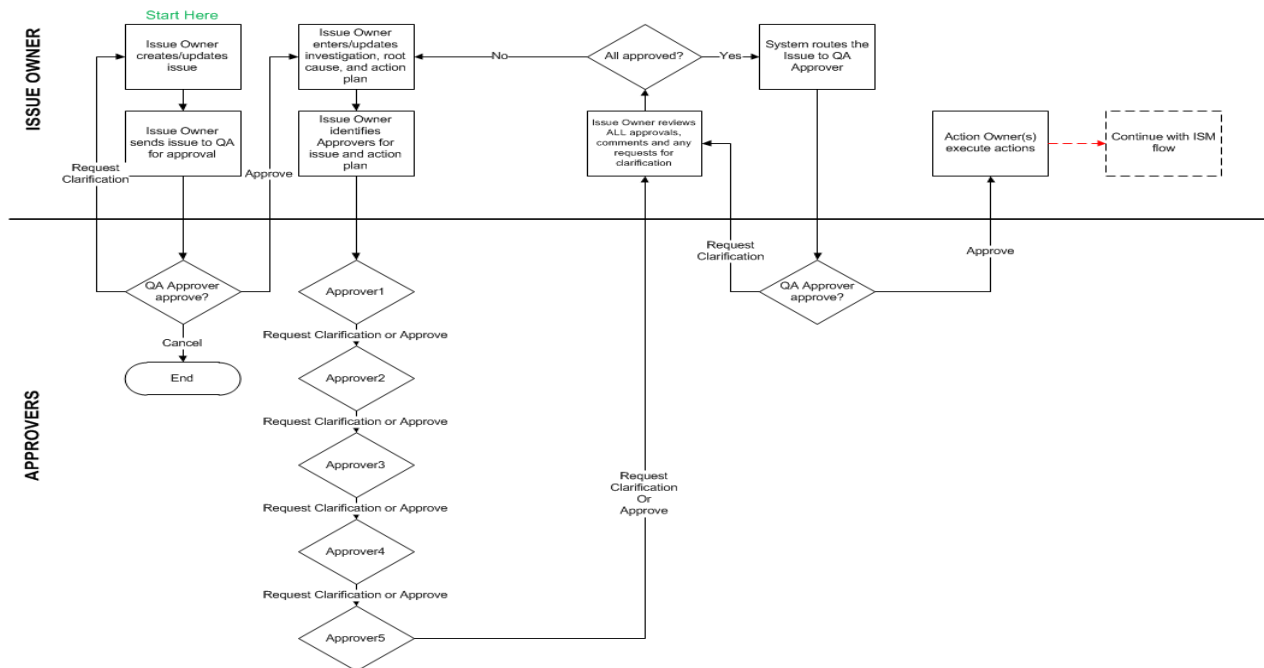 Start Here
ISSUE OWNER
Issue Owner
creates/updates
issue
Issue Owner
sends issue to QA
for approval
Request
Clarification
Approve
Issue Owner
enters/updates
investigation, root
cause, and action
plan
Issue Owner
identifies
Approvers for
issue and action
plan
No
All approved?
Yes
Issue Owner reviews
ALL approvals,
comments and any
requests for
clarification
System routes the
Issue to QA
Approver
Action Owner(s)
execute actions
Continue with ISM
flow
APPROVERS
QA Approver
approve?
Cancel
End
Approver1
Request Clarification or Approve
Approver2
Request Clarification or Approve
Approver3
Request Clarification or Approve
Approver4
Request Clarification or Approve
Approver5
Request
Clarification
Or
Approve
Request
Clarification
QA Approver
approve?
Approve